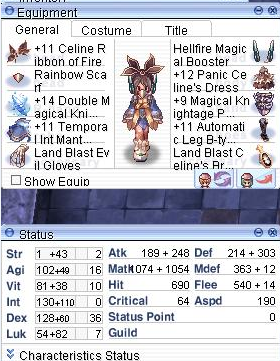 Equipment
General Costume Title
+11 Celine R
ibbon of Fire
Rainbow Sca
rf
+14 Double M
agical Kni...
+11 Tempora
l Int Mant...
Land Blast Ev
il Gloves
Hellfire Magic
al Booster
+12 Panic Ce
line's Dress
+9 Magical Kn
ightage P...
+11 Automati
c Leg B-ty...
Land Blast C
eline's Br...
Show Equip
Status
Str 1 +43 2
Agi 102+49 16
Vit 81+38 10
Int 130+110 0
Dex 128+60 36
Luk 54+82 7
Atk 189 + 248
Matk 1074 + 1054
Hit 690
Critical 64
Status Point 0
Guild
Def 214 + 303
Mdef 363 + 12
Flee 540 + 14
Aspd 190
Characteristics Status